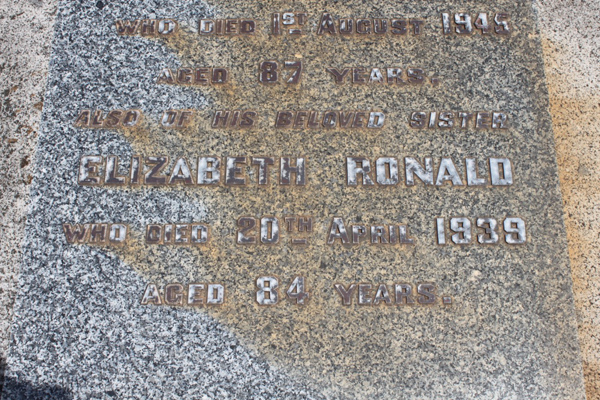 WHO DIED 1ST AUGUST 1945
AGED 87 YEARS.
ALSO OF HIS BELOVED SISTER
ELIZABETH RONALD
WHO DIED 20TH APRIL 1939
AGED 84 YEARS.